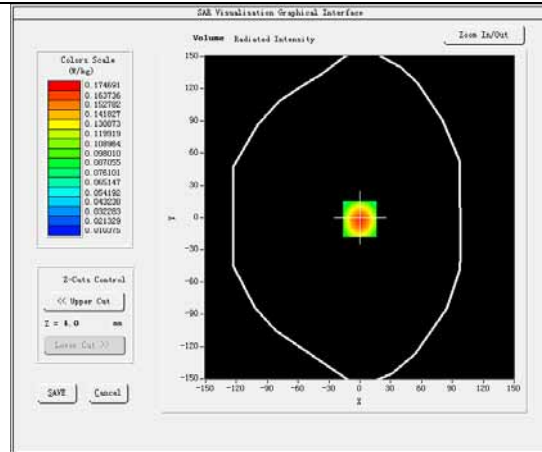 SAR Visualisation Graphical Interface
Volume Radiated Intensity
Zoom In/Out
Colors Scale
(W/kg)
0.174691
0.163736
0.152782
0.141827
0.130873
0.119919
0.108964
0.098010
0.087055
0.076101
0.065147
0.054192
0.043238
0.032283
0.021329
0.010375
Z-Cuts Control
<< Upper Cut
Z = 4.0 mm
Lower Cut >>
SAVE
Cancel
150
120
90
60
30
0
-30
-60
-90
-120
-150
Y
-150 -120 -90 -60 -30 0 30 60 90 120 150
X